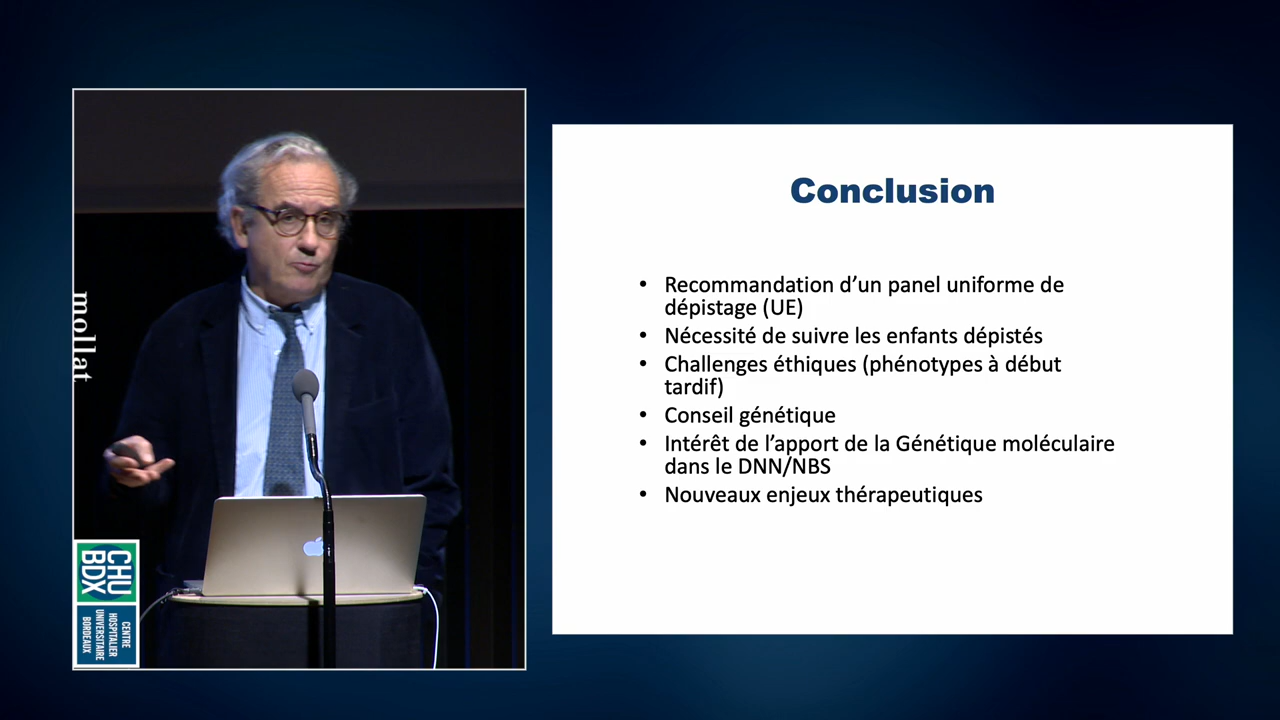 mollat
CHU
BDX
CENTRE
HOSPITALIER
UNIVERSITAIRE
BORDEAUX
Conclusion
• Recommandation d’un panel uniforme de
dépistage (UE)
• Nécessité de suivre les enfants dépistés
• Challenges éthiques (phénotypes à début
tardif)
• Conseil génétique
• Intérêt de l’apport de la Génétique moléculaire
dans le DNN/NBS
• Nouveaux enjeux thérapeutiques